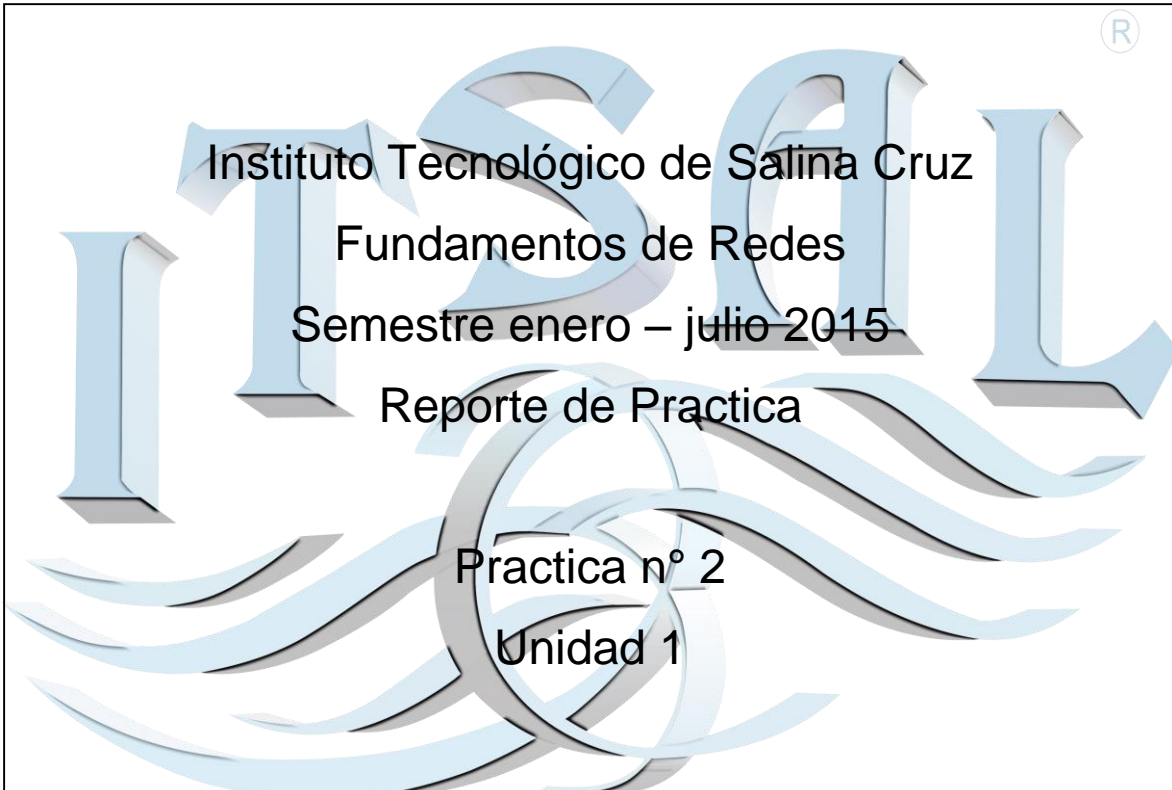 ®
ITSAL
Instituto Tecnológico de Salina Cruz
Fundamentos de Redes
Semestre enero – julio 2015
Reporte de Practica
Practica n° 2
Unidad 1